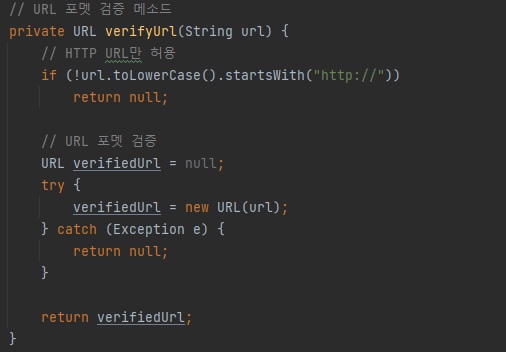 // URL 포멧 검증 메소드
private URL verifyUrl(String url) {
// HTTP URL만 허용
if (!url.toLowerCase().startsWith("http://"))
return null;
// URL 포멧 검증
URL verifiedUrl = null;
try {
verifiedUrl = new URL(url);
} catch (Exception e) {
return null;
}
return verifiedUrl;
}